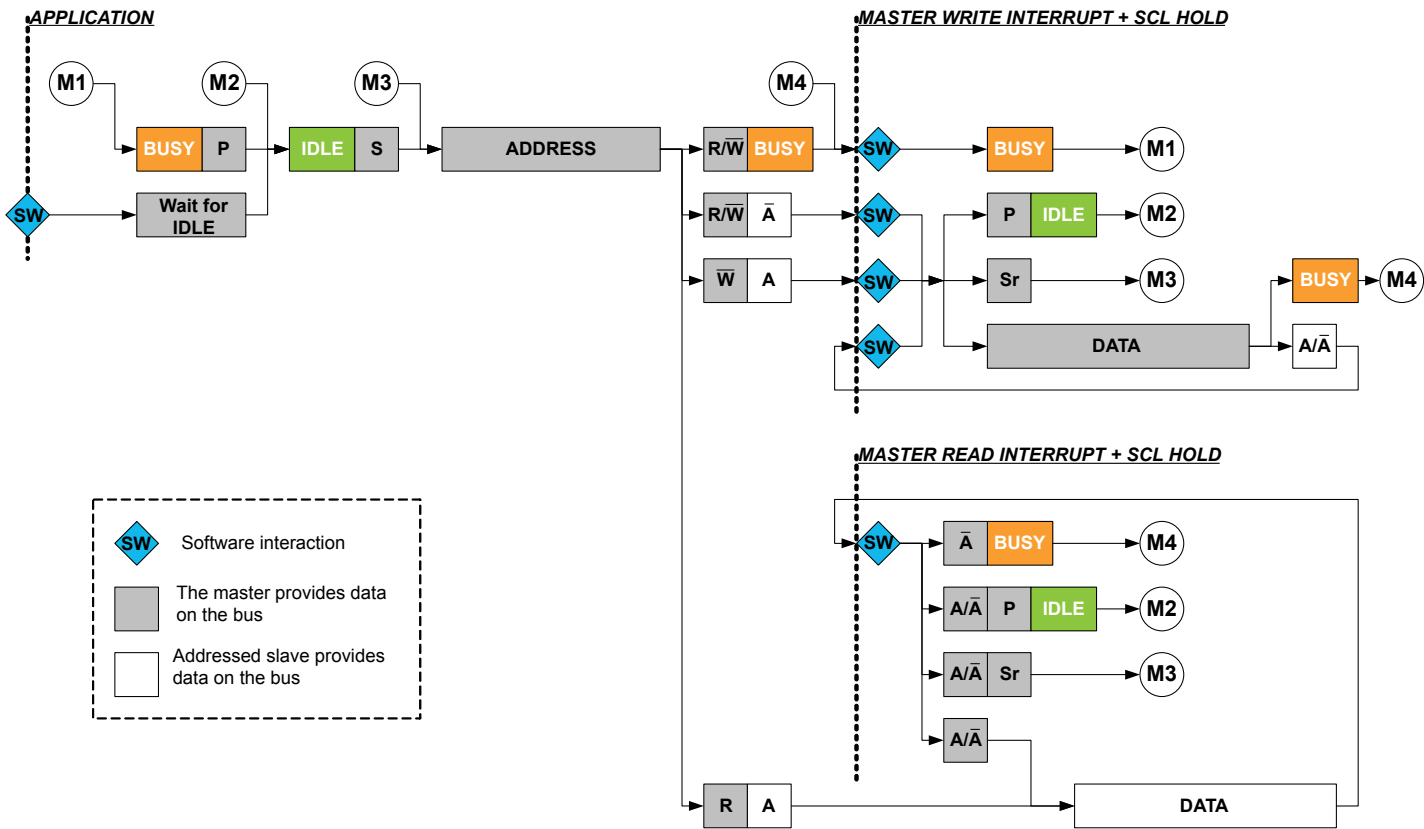 APPLICATION
MASTER WRITE INTERRUPT + SCL HOLD
M1
M2
M3
M4
BUSY P
IDLE S
ADDRESS
R/W̅ BUSY
SW
BUSY
M1
SW
Wait for
IDLE
R/W̅ A̅
SW
P IDLE
M2
W̅ A
SW
Sr
M3
BUSY
M4
SW
DATA
A/A̅
MASTER READ INTERRUPT + SCL HOLD
SW
A̅ BUSY
M4
A/A̅ P IDLE
M2
A/A̅ Sr
M3
A/A̅
R A
DATA
SW
Software interaction
The master provides data
on the bus
Addressed slave provides
data on the bus